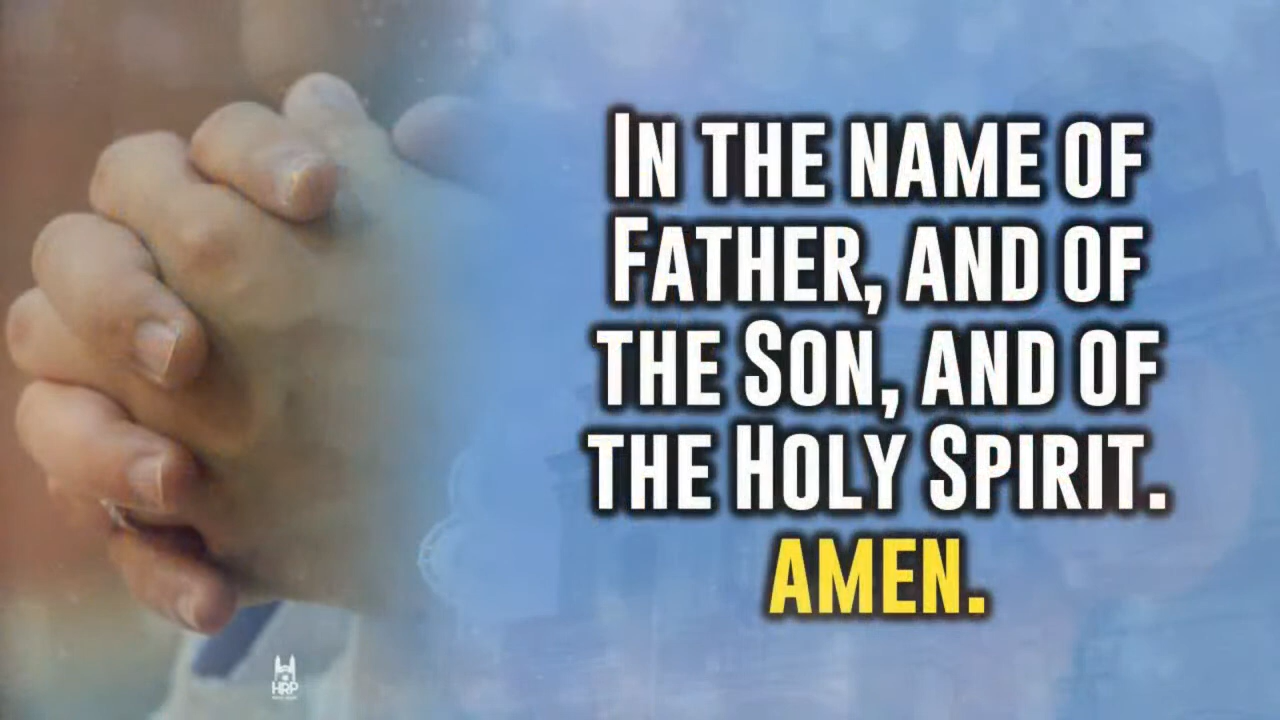 In the name of
Father, and of
the Son, and of
the Holy Spirit.
AMEN.
HRP